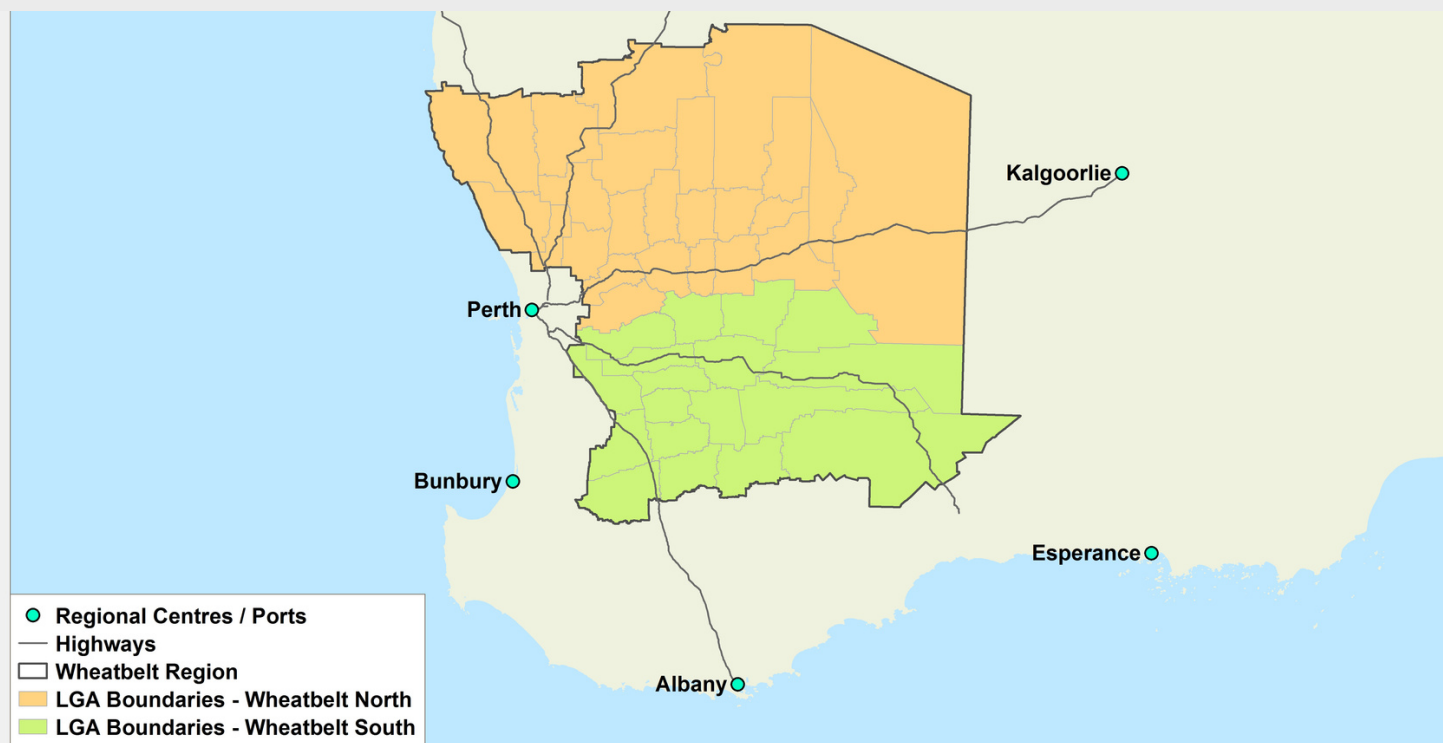 Kalgoorlie
Perth
Bunbury
Esperance
Albany
Regional Centres / Ports
Highways
Wheatbelt Region
LGA Boundaries - Wheatbelt North
LGA Boundaries - Wheatbelt South